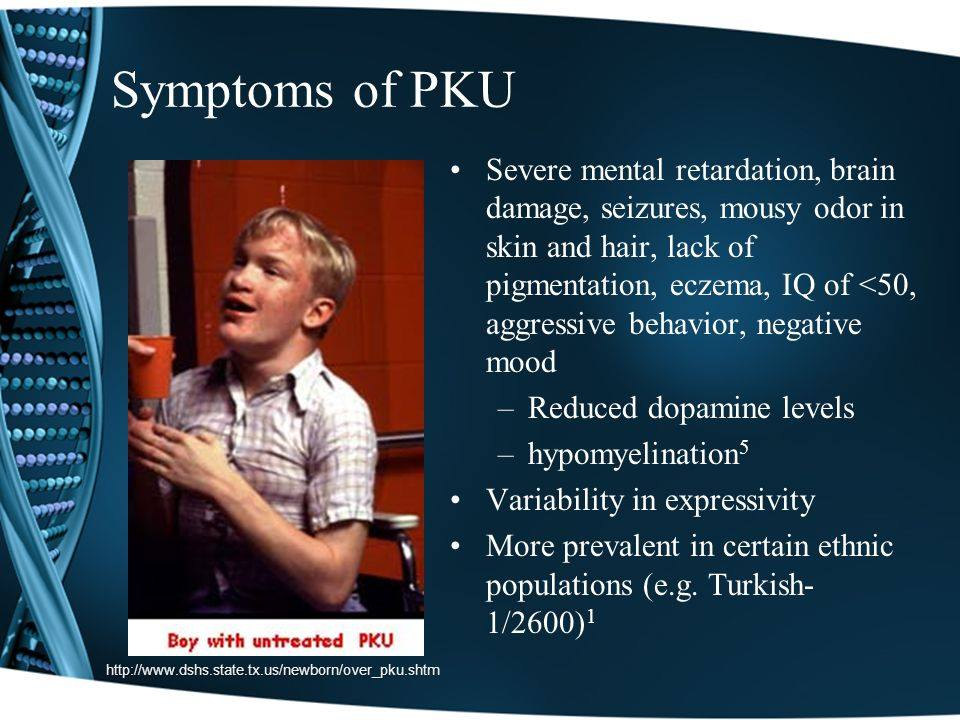 Symptoms of PKU
• Severe mental retardation, brain
damage, seizures, mousy odor in
skin and hair, lack of
pigmentation, eczema, IQ of <50,
aggressive behavior, negative
mood
– Reduced dopamine levels
– hypomyelination⁵
• Variability in expressivity
• More prevalent in certain ethnic
populations (e.g. Turkish-
1/2600)¹
Boy with untreated PKU
http://www.dshs.state.tx.us/newborn/over_pku.shtm